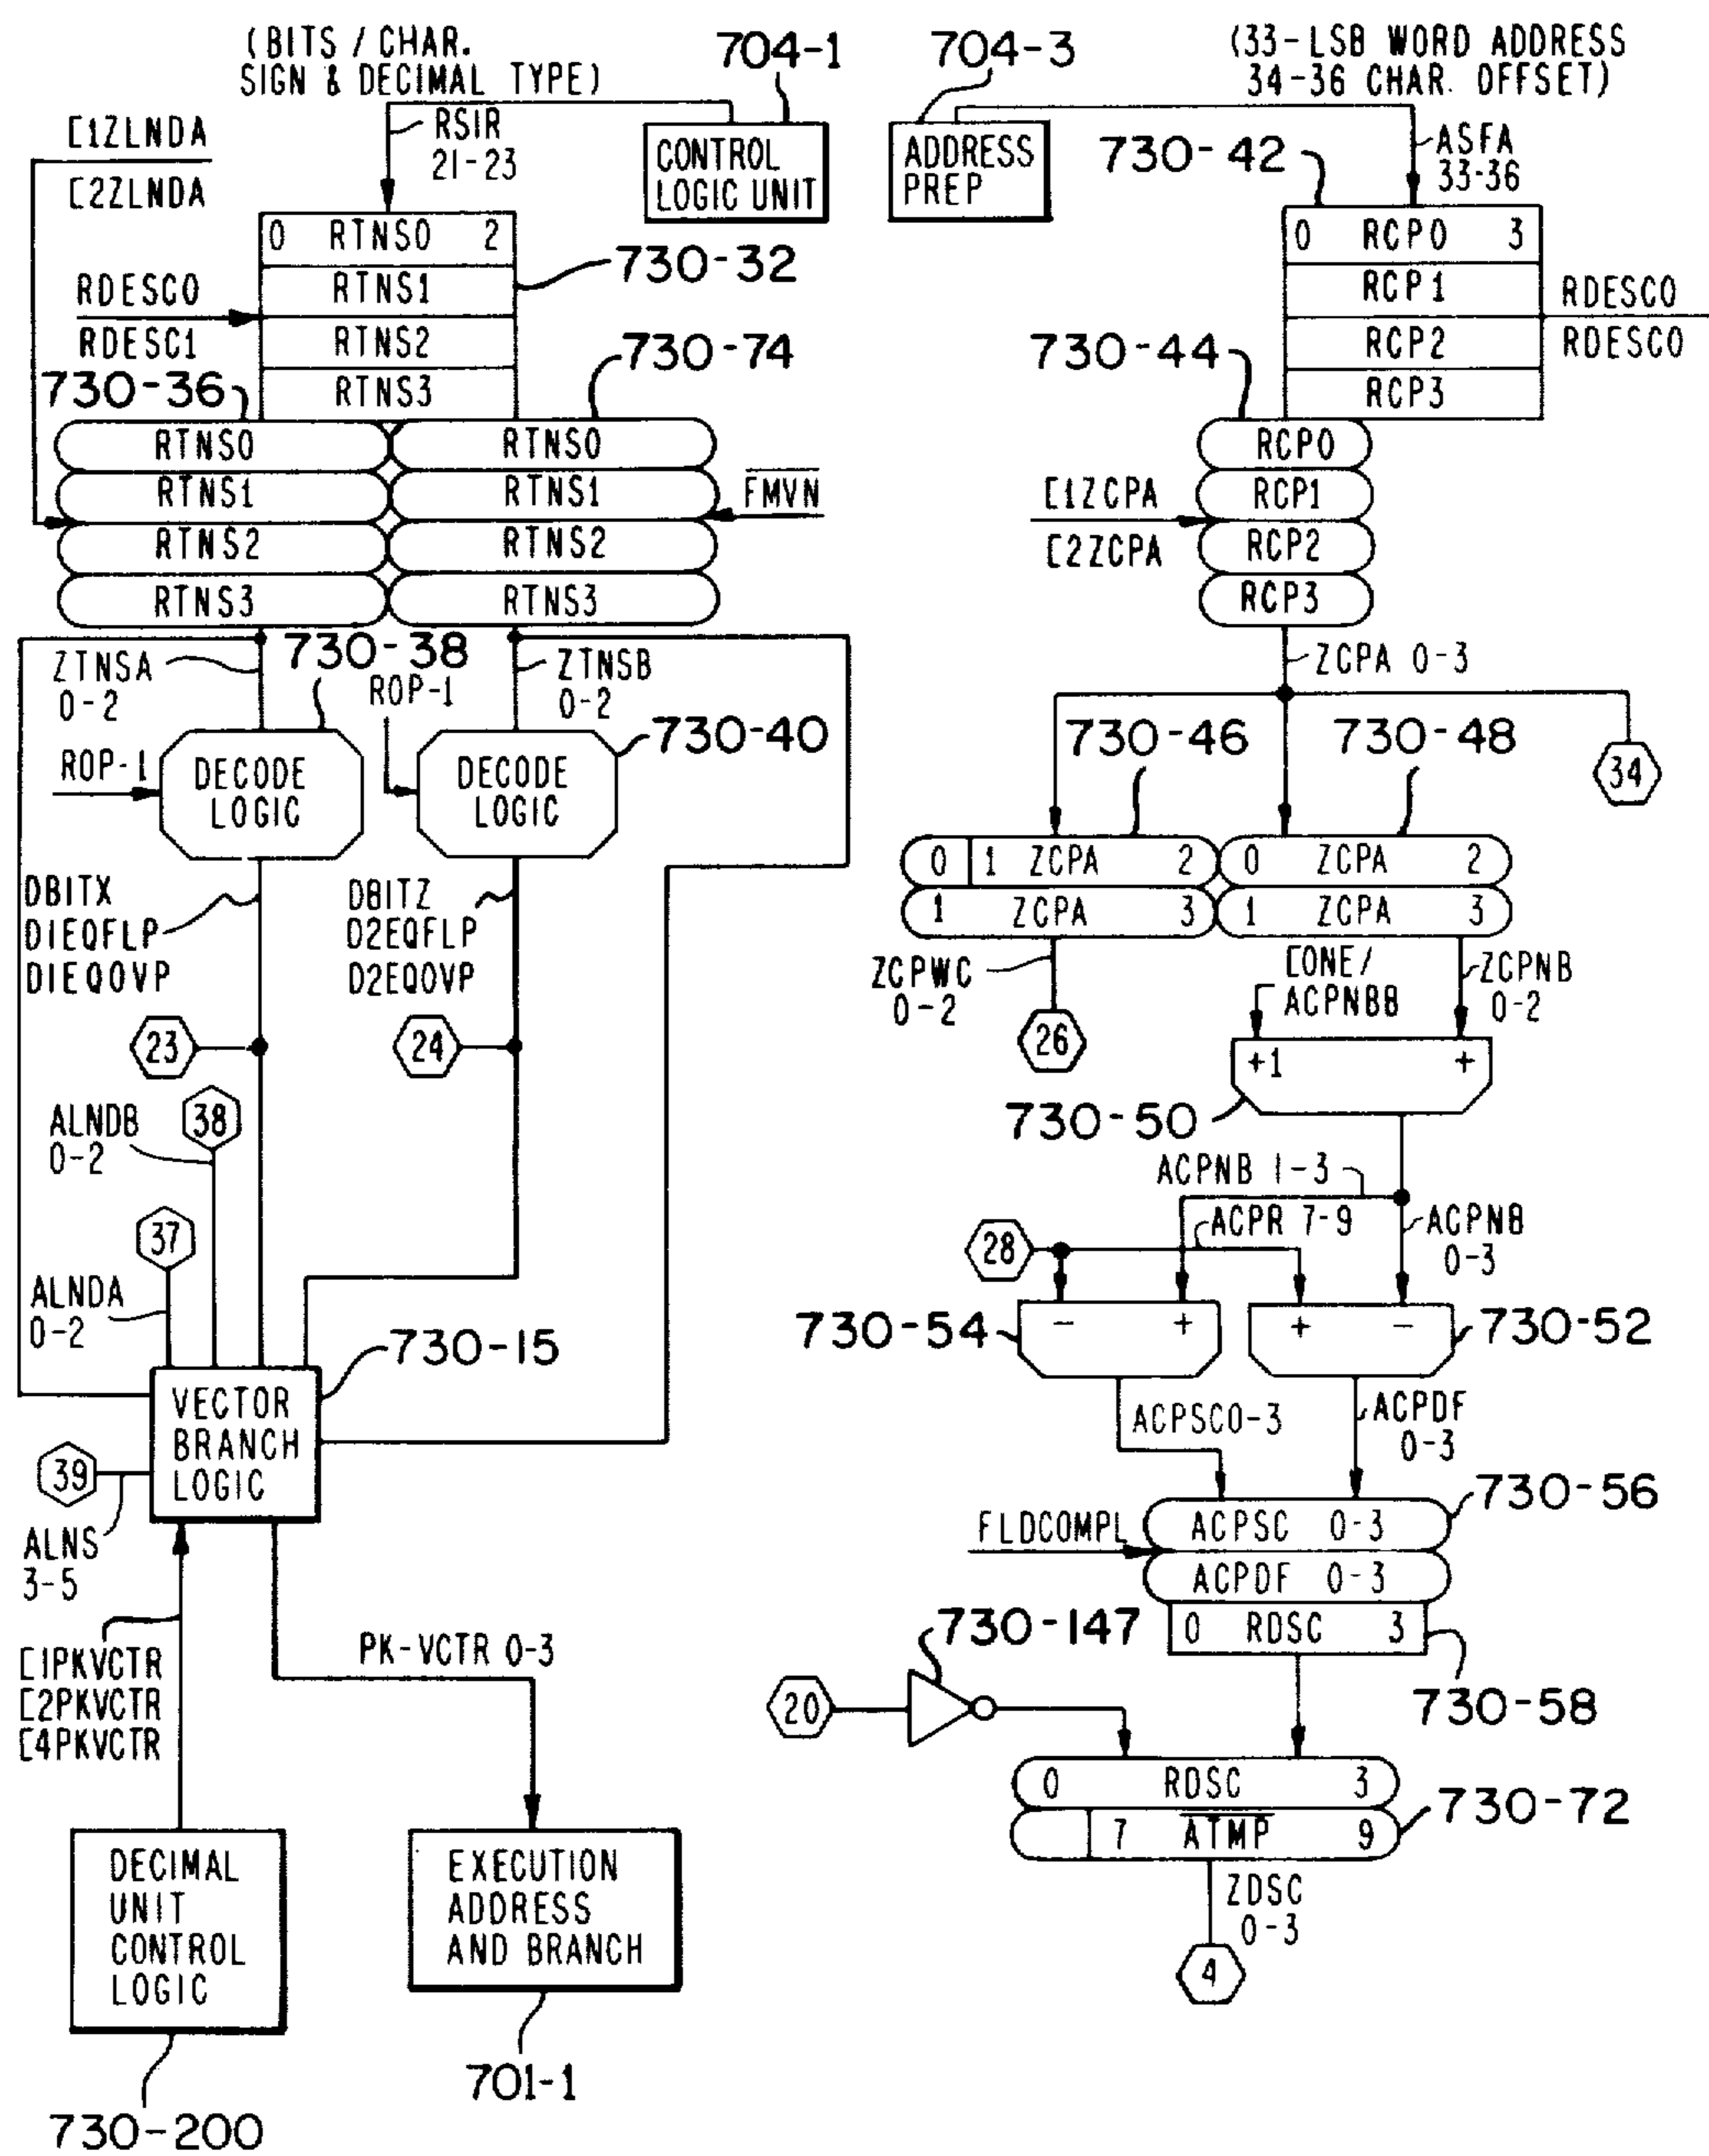 (BITS / CHAR.
SIGN & DECIMAL TYPE)
704-1
704-3
(33-LSB WORD ADDRESS
34-36 CHAR. OFFSET)
[1ZLNDA
[2ZLNDA
RSIR
21-23
CONTROL
LOGIC UNIT
ADDRESS
PREP
730-42
ASFA
33-36
0 RTNS0 2
RTNS1
RTNS2
RTNS3
730-32
RDESC0
RDESC1
0 RCP0 3
RCP1
RCP2
RCP3
RDESC0
RDESC0
730-36
730-74
730-44
RTNS0
RTNS1
RTNS2
RTNS3
RTNS0
RTNS1
RTNS2
RTNS3
FMVN
RCP0
RCP1
RCP2
RCP3
[1ZCPA
[2ZCPA
ZTNSA
0-2
730-38
ROP-1
ZTNSB
0-2
ZCPA 0-3
ROP-1
DECODE
LOGIC
DECODE
LOGIC
730-40
730-46
730-48
34
0 1 ZCPA 2
1 ZCPA 3
0 ZCPA 2
1 ZCPA 3
DBITX
D1EQFLP
D1EQOVP
DBITZ
D2EQFLP
D2EQOVP
ZCPWC
0-2
26
[ONE/
ACPNB8
ZCPNB
0-2
+1 +
730-50
23
24
ALNDB
0-2
38
ACPNB 1-3
ACPR 7-9
28
ACPNB
0-3
37
ALNDA
0-2
730-54
- +
+ -
730-52
730-15
VECTOR
BRANCH
LOGIC
39
ALNS
3-5
ACPSC0-3
ACPDF
0-3
730-56
FLDCOMPL
ACPSC 0-3
ACPDF 0-3
0 RDSC 3
730-58
[1PKVCTR
[2PKVCTR
[4PKVCTR
PK-VCTR 0-3
730-147
20
0 RDSC 3
7 ATMP 9
730-72
ZDSC
0-3
4
DECIMAL
UNIT
CONTROL
LOGIC
EXECUTION
ADDRESS
AND BRANCH
701-1
730-200